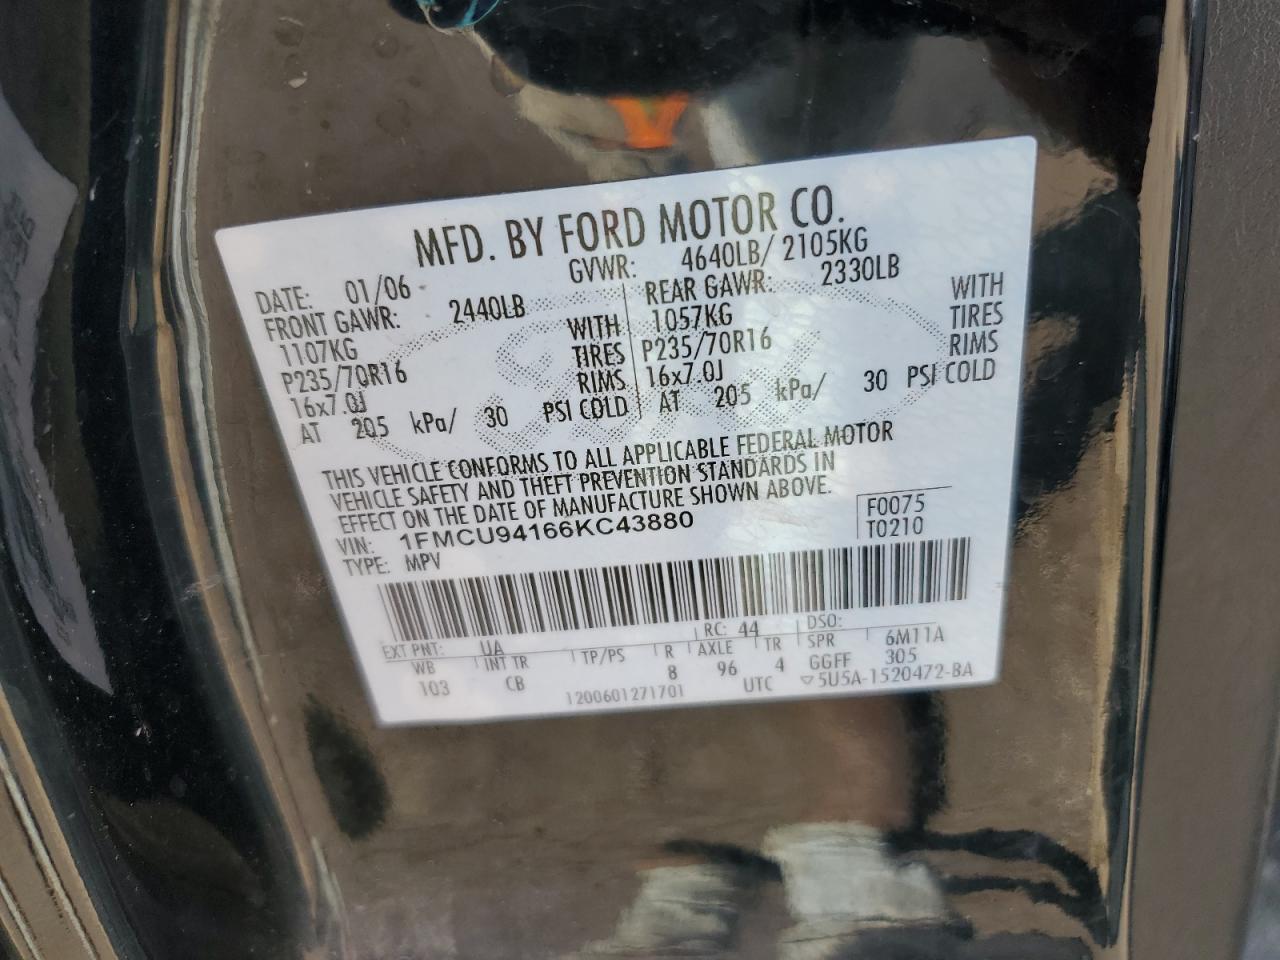 MFD. BY FORD MOTOR CO.
DATE: 01/06 GVWR: 4640LB/ 2105KG
FRONT GAWR: 2440LB REAR GAWR: 2330LB
1107KG WITH 1057KG WITH
P235/70R16 TIRES P235/70R16 TIRES
16x7.0J RIMS 16x7.0J RIMS
AT 205 kPa/ 30 PSI COLD AT 205 kPa/ 30 PSI COLD
THIS VEHICLE CONFORMS TO ALL APPLICABLE FEDERAL MOTOR
VEHICLE SAFETY AND THEFT PREVENTION STANDARDS IN
EFFECT ON THE DATE OF MANUFACTURE SHOWN ABOVE.
VIN: 1FMCU94166KC43880 F0075
TYPE: MPV T0210
EXT PNT: UA RC: 44 DSO:
WB INT TR TP/PS R AXLE TR SPR 6M11A
103 CB 8 96 4 GGFF 305
1200601271701 UTC ▽5U5A-1520472-BA